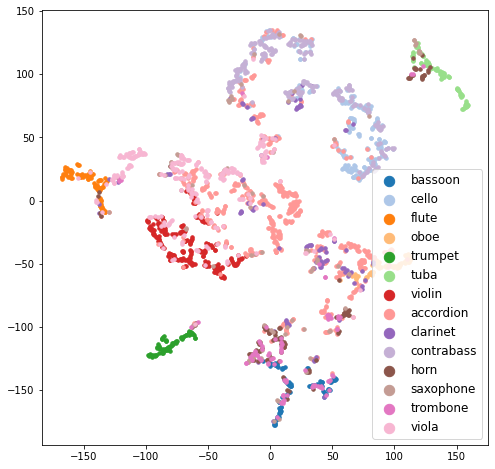 150
100
50
0
−50
−100
−150
−150
−100
−50
0
50
100
150
bassoon
cello
flute
oboe
trumpet
tuba
violin
accordion
clarinet
contrabass
horn
saxophone
trombone
viola